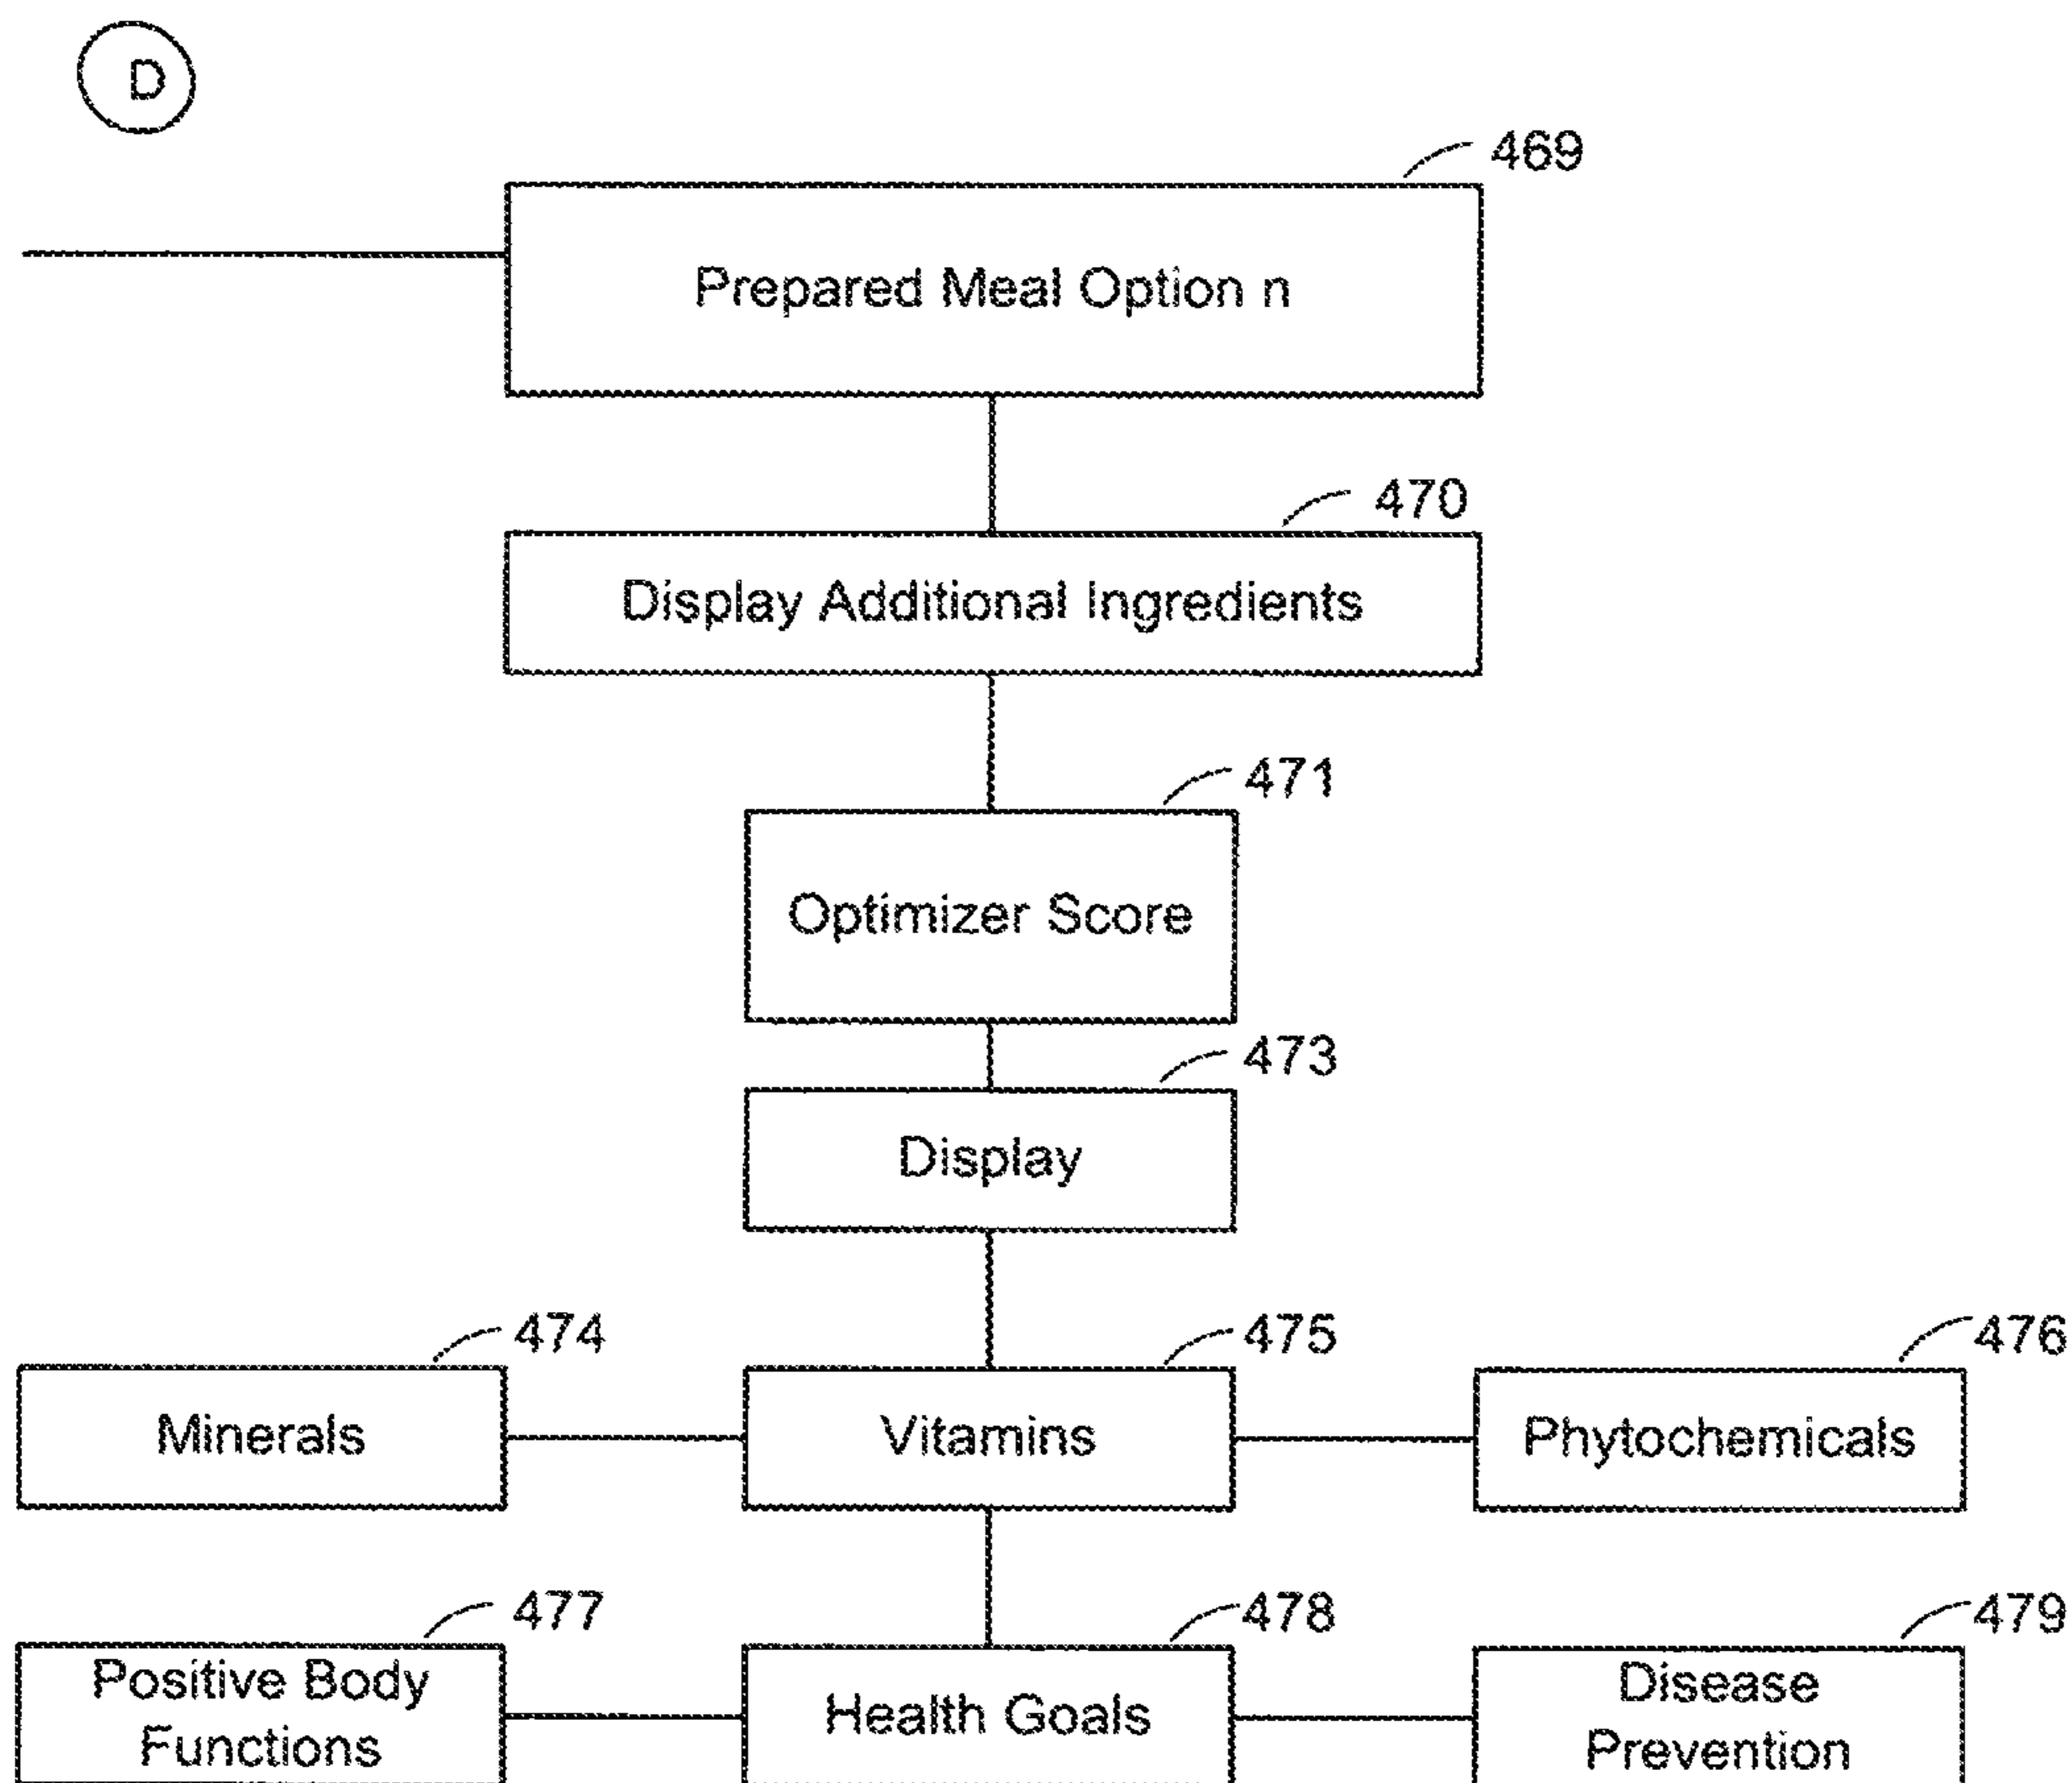 D
469
Prepared Meal Option n
470
Display Additional Ingredients
471
Optimizer Score
473
Display
474
475
476
Minerals
Vitamins
Phytochemicals
477
478
479
Positive Body
Functions
Health Goals
Disease
Prevention